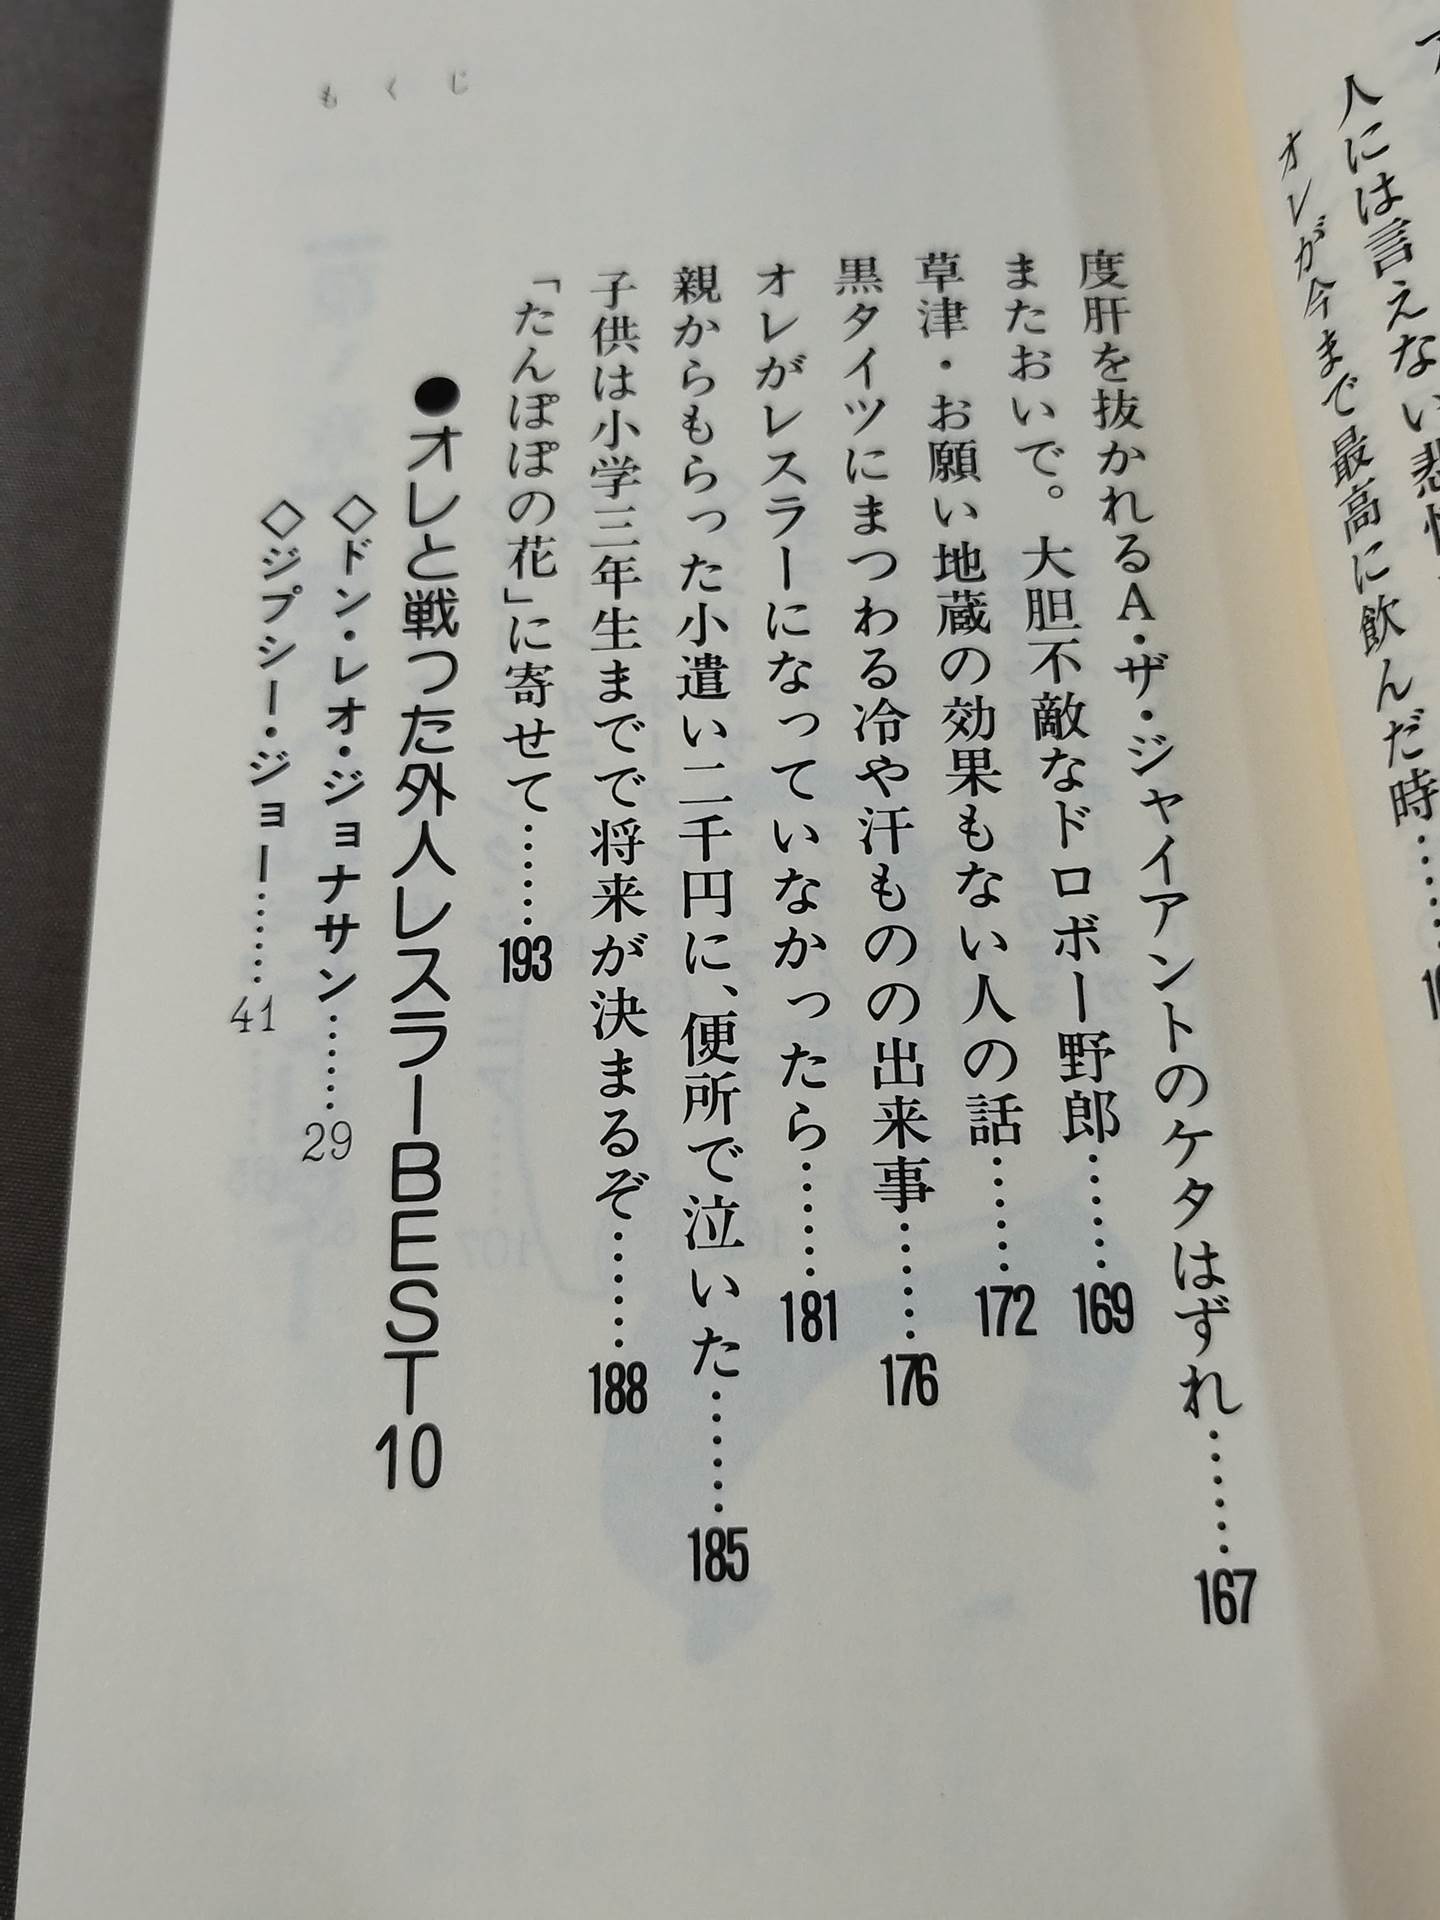 人には言えない悲
オレが今まで最高に飲んだ時……
もくじ
度肝を抜かれるA・ザ・ジャイアントのケタはずれ……167
またおいで。大胆不敵なドロボー野郎……169
草津・お願い地蔵の効果もない人の話……172
黒タイツにまつわる冷や汗ものの出来事……176
オレがレスラーになっていなかったら……181
親からもらった小遣い二千円に、便所で泣いた……185
子供は小学三年生までで将来が決まるぞ……188
「たんぽぽの花」に寄せて……193
●オレと戦った外人レスラーBEST10
◇ドン・レオ・ジョナサン……29
◇ジプシー・ジョー……41